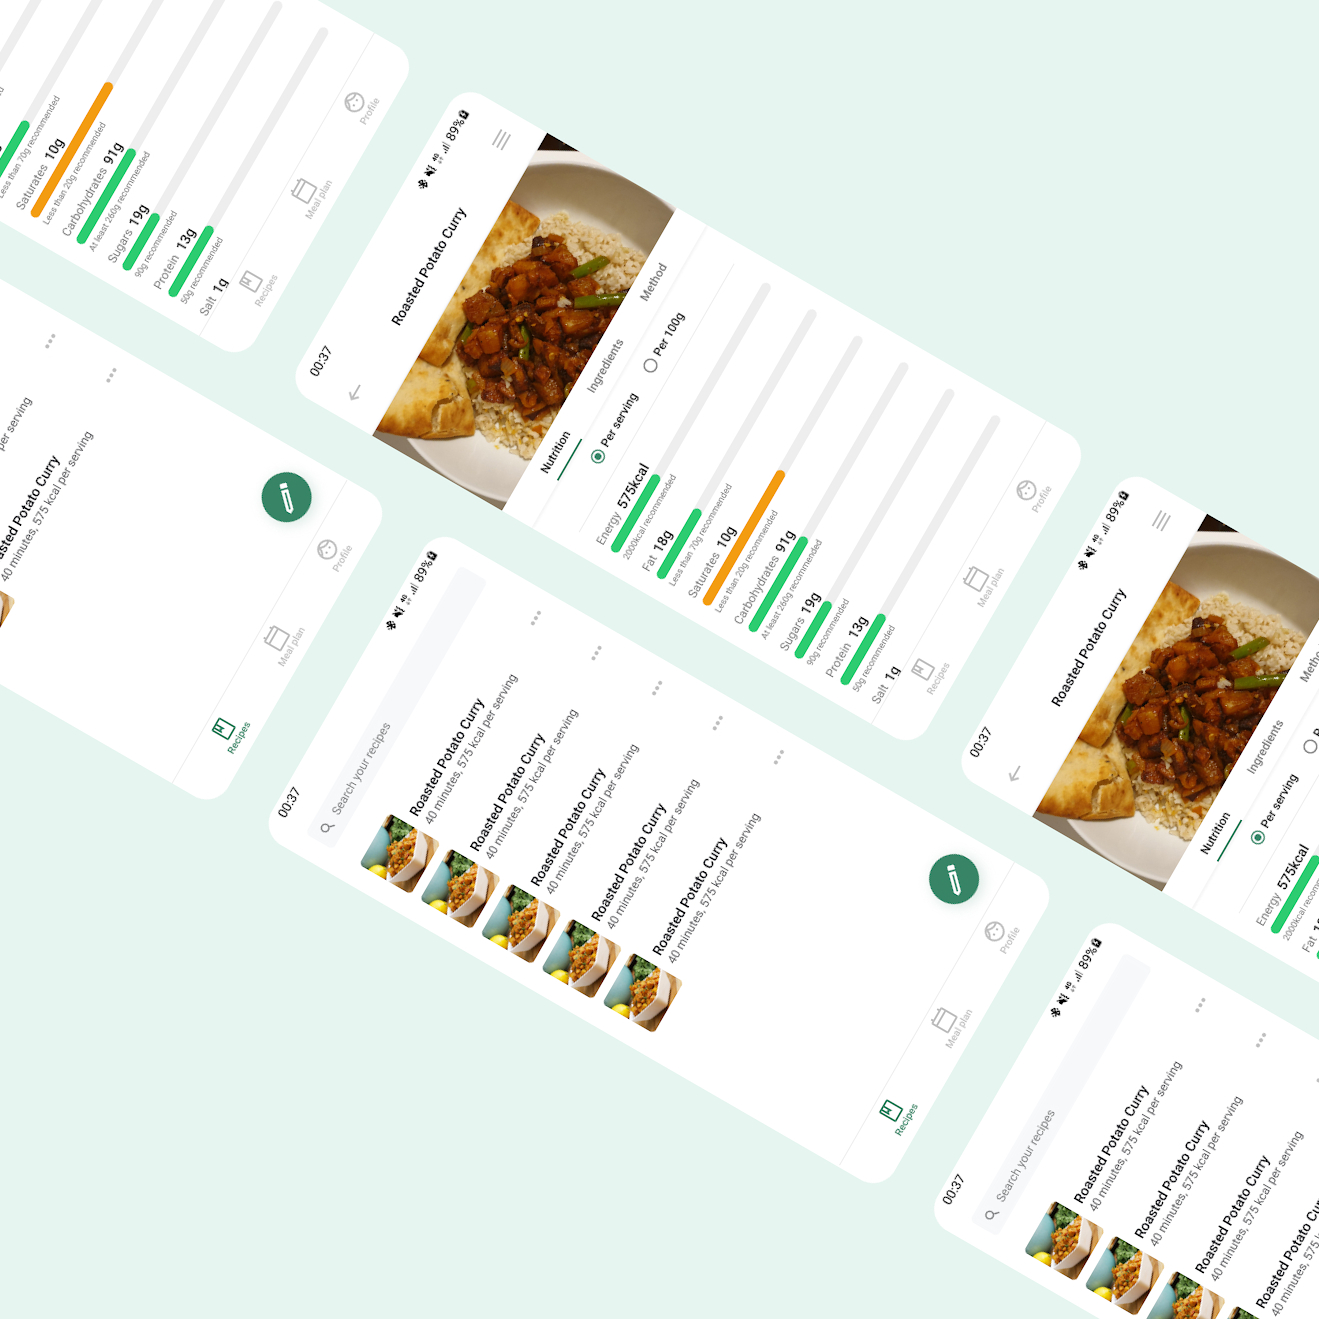 Less than 70g recommended
Saturates 10g
Less than 20g recommended
Carbohydrates 91g
At least 260g recommended
Sugars 19g
90g recommended
Protein 13g
50g recommended
Salt 1g
Recipes
Meal plan
Profile
per serving
Roasted Potato Curry
40 minutes, 575 kcal per serving
Recipes
Meal plan
Profile
00:37
4G
89%
Roasted Potato Curry
Nutrition
Ingredients
Method
Per serving
Per 100g
Energy 575kcal
2000kcal recommended
Fat 18g
Less than 70g recommended
Saturates 10g
Less than 20g recommended
Carbohydrates 91g
At least 260g recommended
Sugars 19g
90g recommended
Protein 13g
50g recommended
Salt 1g
Recipes
Meal plan
Profile
00:37
4G
89%
Search your recipes
Roasted Potato Curry
40 minutes, 575 kcal per serving
Roasted Potato Curry
40 minutes, 575 kcal per serving
Roasted Potato Curry
40 minutes, 575 kcal per serving
Roasted Potato Curry
40 minutes, 575 kcal per serving
Roasted Potato Curry
40 minutes, 575 kcal per serving
Recipes
Meal plan
Profile
00:37
4G
89%
Roasted Potato Curry
Nutrition
Ingredients
Method
Per serving
Energy 575kcal
2000kcal
Fat
00:37
4G
89%
Search your recipes
Roasted Potato Curry
40 minutes, 575 kcal per serving
Roasted Potato Curry
40 minutes, 575 kcal per serving
Roasted Potato Curry
40 minutes, 575 kcal per serving
Roasted Potato
40 minutes, 575 kcal